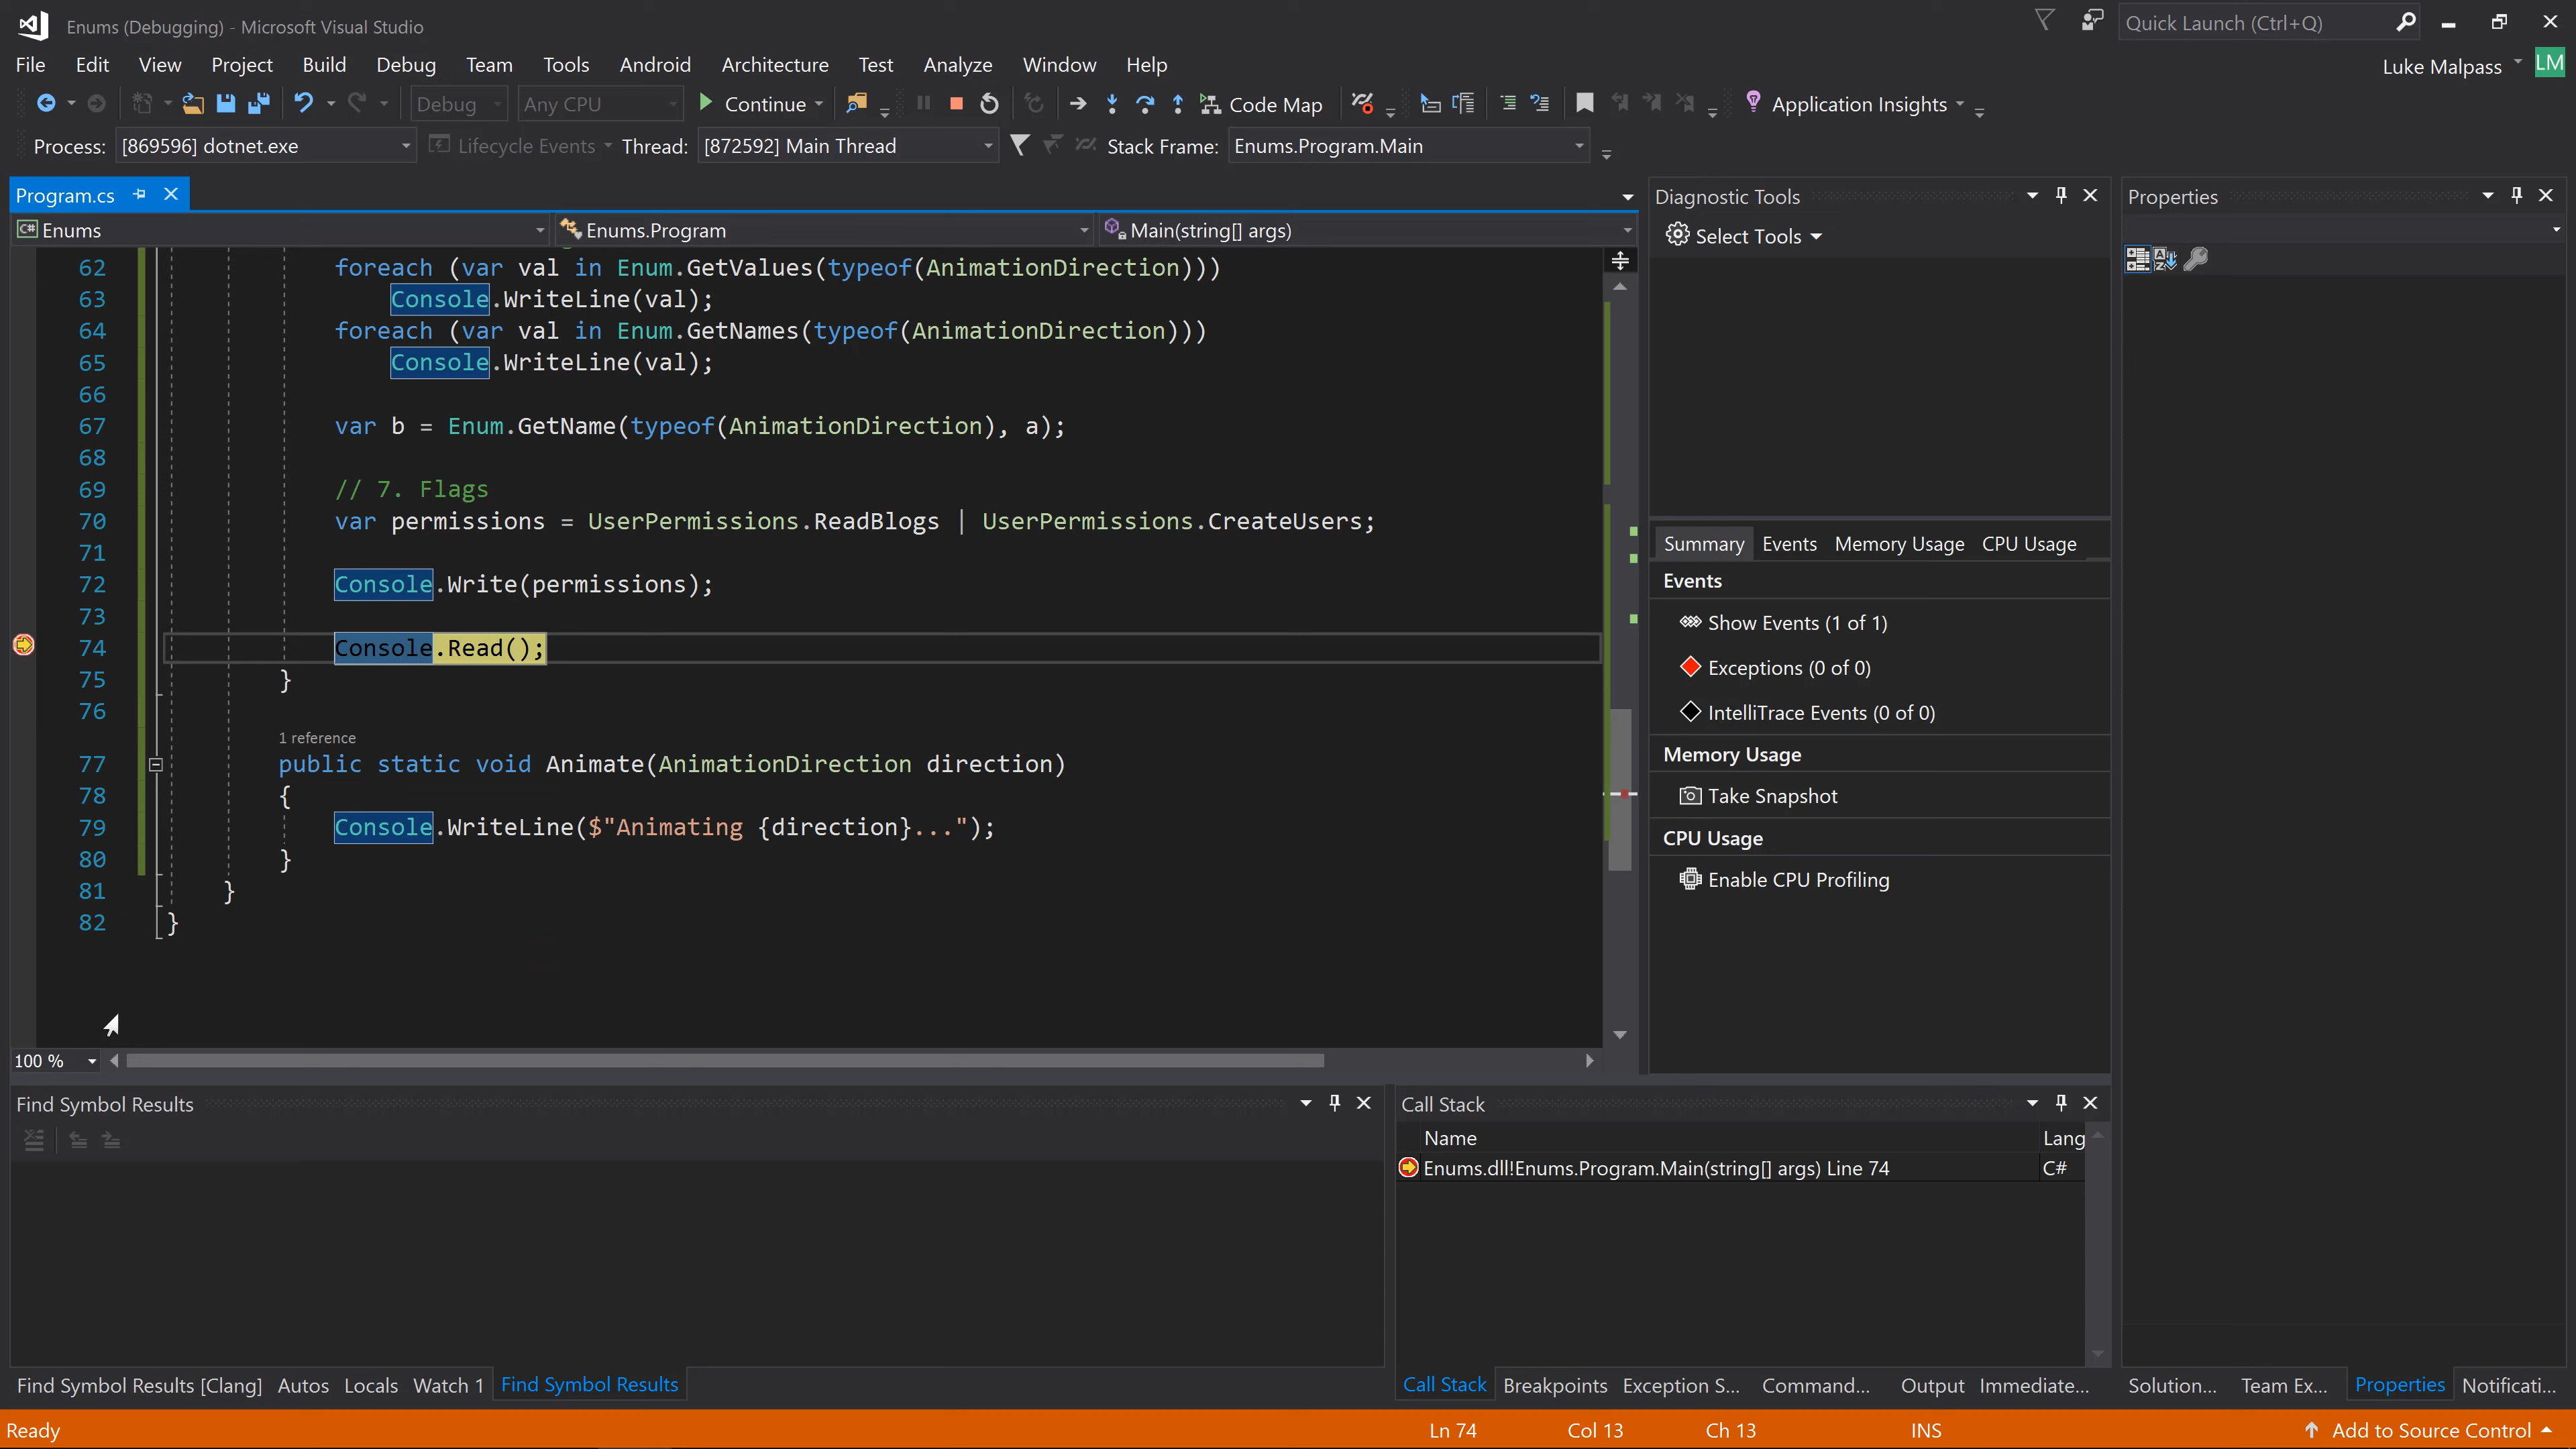 Enums (Debugging) - Microsoft Visual Studio
Quick Launch (Ctrl+Q)
File Edit View Project Build Debug Team Tools Android Architecture Test Analyze Window Help
Luke Malpass LM
Debug Any CPU Continue Code Map Application Insights
Process: [869596] dotnet.exe Lifecycle Events Thread: [872592] Main Thread Stack Frame: Enums.Program.Main
Program.cs
Enums Enums.Program Main(string[] args)
62 foreach (var val in Enum.GetValues(typeof(AnimationDirection)))
63 Console.WriteLine(val);
64 foreach (var val in Enum.GetNames(typeof(AnimationDirection)))
65 Console.WriteLine(val);
66
67 var b = Enum.GetName(typeof(AnimationDirection), a);
68
69 // 7. Flags
70 var permissions = UserPermissions.ReadBlogs | UserPermissions.CreateUsers;
71
72 Console.Write(permissions);
73
74 Console.Read();
75 }
76
1 reference
77 public static void Animate(AnimationDirection direction)
78 {
79 Console.WriteLine($"Animating {direction}...");
80 }
81 }
82 }
100 %
Diagnostic Tools
Select Tools
Summary Events Memory Usage CPU Usage
Events
Show Events (1 of 1)
Exceptions (0 of 0)
IntelliTrace Events (0 of 0)
Memory Usage
Take Snapshot
CPU Usage
Enable CPU Profiling
Properties
Find Symbol Results
Call Stack
Name Lang
Enums.dll!Enums.Program.Main(string[] args) Line 74 C#
Find Symbol Results [Clang] Autos Locals Watch 1 Find Symbol Results
Call Stack Breakpoints Exception S... Command... Output Immediate...
Solution... Team Ex... Properties Notificati...
Ready Ln 74 Col 13 Ch 13 INS Add to Source Control